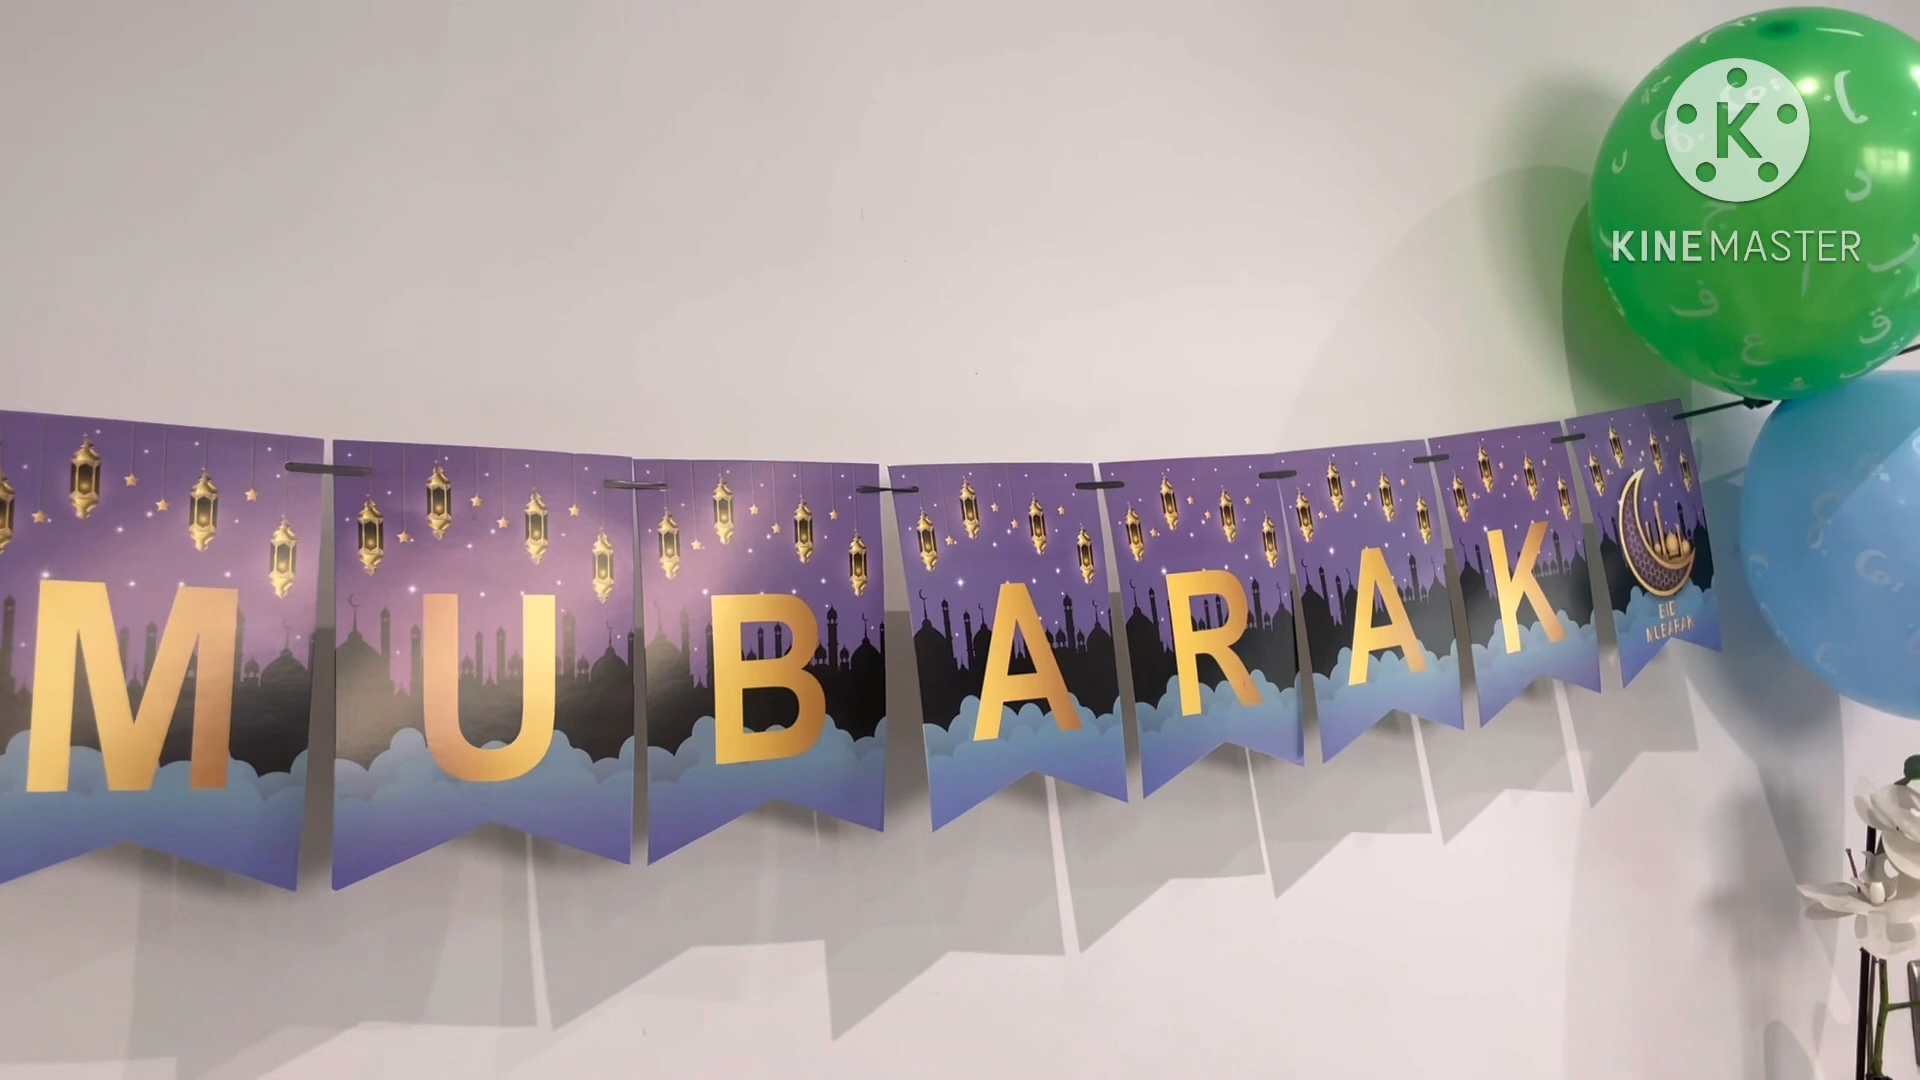 MUBARAK
EID
MUBARAK
K
KINEMASTER
ف
ع
ق